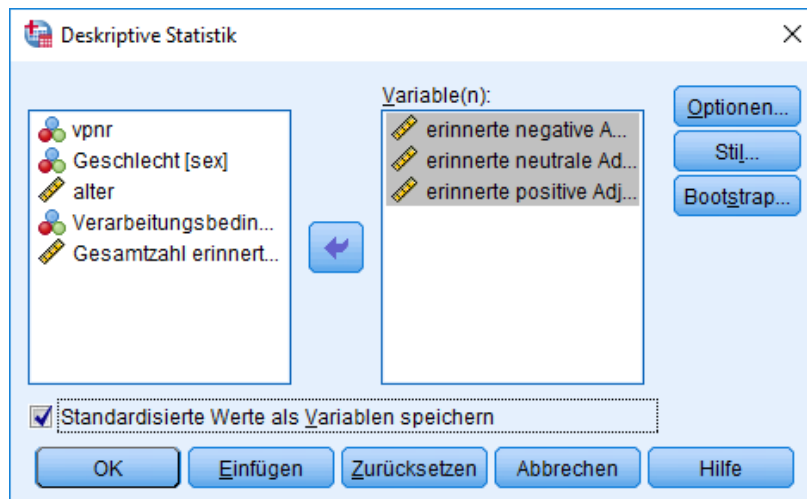 Deskriptive Statistik
Variable(n):
vpnr
Geschlecht [sex]
alter
Verarbeitungsbedin...
Gesamtzahl erinnert...
erinnerte negative A...
erinnerte neutrale Ad...
erinnerte positive Adj...
Optionen...
Stil...
Bootstrap...
Standardisierte Werte als Variablen speichern
OK Einfügen Zurücksetzen Abbrechen Hilfe